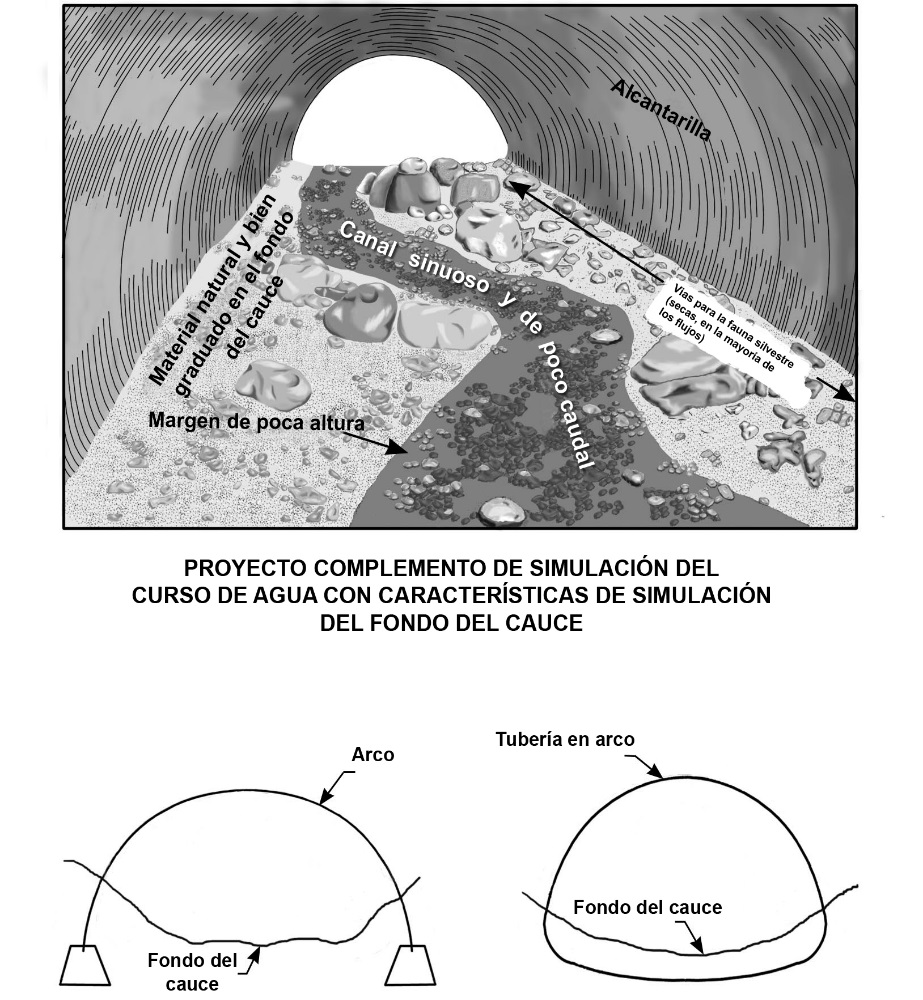 Alcantarilla
Material natural y bien
graduado en el fondo
del cauce
Canal sinuoso y de poco caudal
Vias para la fauna silvestre
(secas, en la mayoria de
los flujos)
Margen de poca altura
PROYECTO COMPLEMENTO DE SIMULACIÓN DEL
CURSO DE AGUA CON CARACTERÍSTICAS DE SIMULACIÓN
DEL FONDO DEL CAUCE
Arco
Fondo del
cauce
Tubería en arco
Fondo del cauce